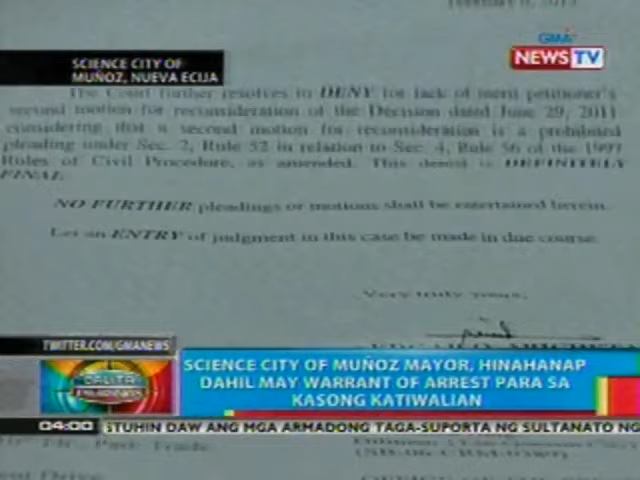 February 6, 2013
GMA
NEWS TV
SCIENCE CITY OF
MUÑOZ, NUEVA ECIJA
The Court further resolves to DENY for lack of merit petitioner's
second motion for reconsideration of the Decision dated June 29, 2011
considering that a second motion for reconsideration is a prohibited
pleading under Sec. 2, Rule 52 in relation to Sec. 4, Rule 56 of the 1997
Rules of Civil Procedure, as amended. This denial is DEFINITELY
FINAL.
NO FURTHER pleadings or motions shall be entertained herein.
Let an ENTRY of judgment in this case be made in due course.
Very truly yours,
TWITTER.COM/GMANEWS
BALITA
SCIENCE CITY OF MUÑOZ MAYOR, HINAHANAP
DAHIL MAY WARRANT OF ARREST PARA SA
KASONG KATIWALIAN
04:00
STUHIN DAW ANG MGA ARMADONG TAGA-SUPORTA NG SULTANATO NG